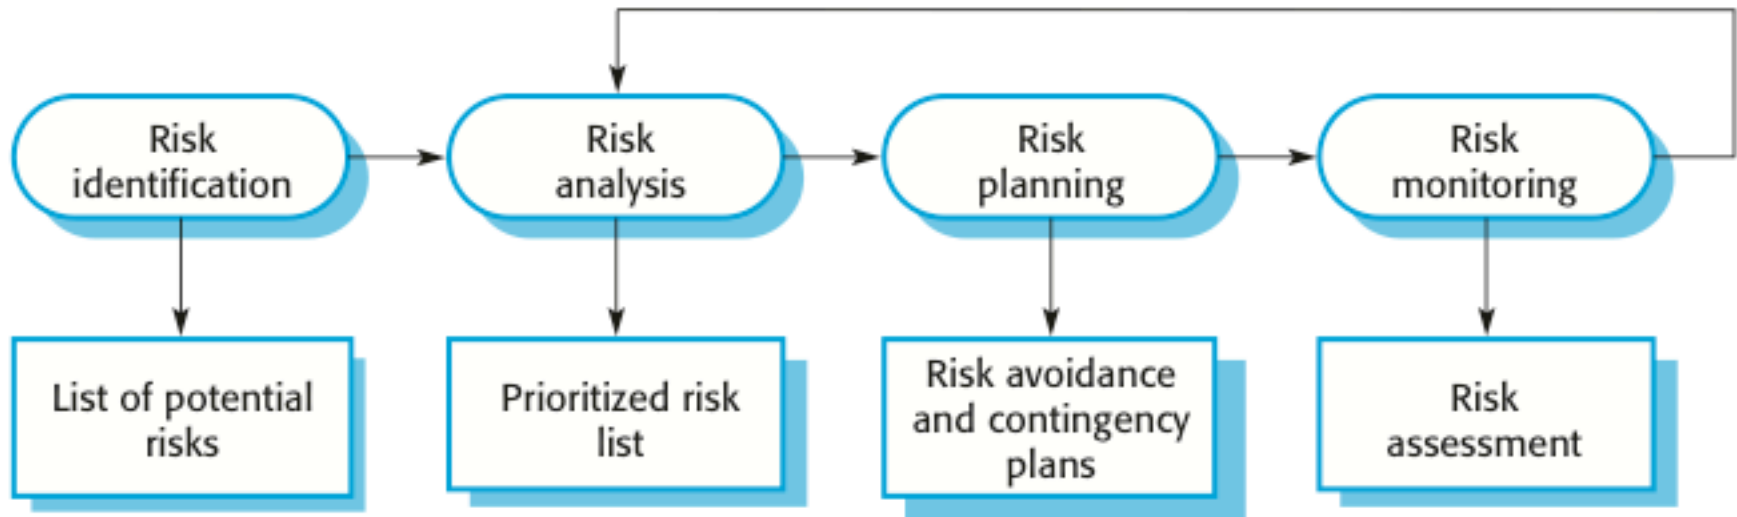 Risk
identification
Risk
analysis
Risk
planning
Risk
monitoring
List of potential
risks
Prioritized risk
list
Risk avoidance
and contingency
plans
Risk
assessment